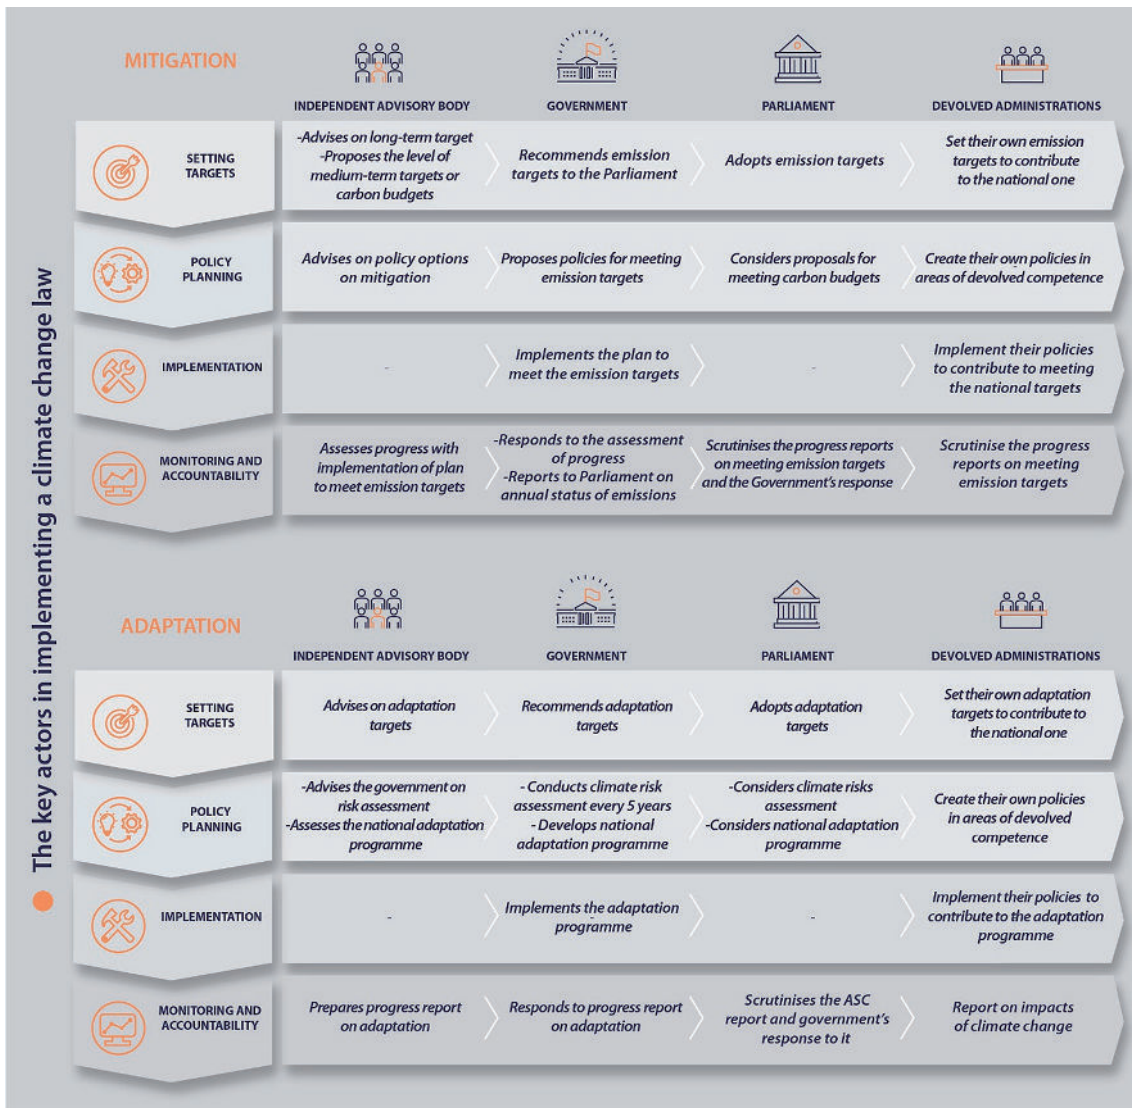 The key actors in implementing a climate change law
MITIGATION
INDEPENDENT ADVISORY BODY
GOVERNMENT
PARLIAMENT
DEVOLVED ADMINISTRATIONS
SETTING
TARGETS
-Advises on long-term target
-Proposes the level of
medium-term targets or
carbon budgets
Recommends emission
targets to the Parliament
Adopts emission targets
Set their own emission
targets to contribute
to the national one
POLICY
PLANNING
Advises on policy options
on mitigation
Proposes policies for meeting
emission targets
Considers proposals for
meeting carbon budgets
Create their own policies in
areas of devolved competence
IMPLEMENTATION
-
Implements the plan to
meet the emission targets
-
Implement their policies
to contribute to meeting
the national targets
MONITORING AND
ACCOUNTABILITY
Assesses progress with
implementation of plan
to meet emission targets
-Responds to the assessment
of progress
-Reports to Parliament on
annual status of emissions
Scrutinises the progress reports
on meeting emission targets
and the Government's response
Scrutinise the progress
reports on meeting
emission targets
ADAPTATION
INDEPENDENT ADVISORY BODY
GOVERNMENT
PARLIAMENT
DEVOLVED ADMINISTRATIONS
SETTING
TARGETS
Advises on adaptation
targets
Recommends adaptation
targets
Adopts adaptation
targets
Set their own adaptation
targets to contribute to
the national one
POLICY
PLANNING
-Advises the government on
risk assessment
-Assesses the national adaptation
programme
- Conducts climate risk
assessment every 5 years
- Develops national
adaptation programme
-Considers climate risks
assessment
-Considers national adaptation
programme
Create their own policies
in areas of devolved
competence
IMPLEMENTATION
-
Implements the adaptation
programme
-
Implement their policies to
contribute to the adaptation
programme
MONITORING AND
ACCOUNTABILITY
Prepares progress report
on adaptation
Responds to progress report
on adaptation
Scrutinises the ASC
report and government's
response to it
Report on impacts
of climate change